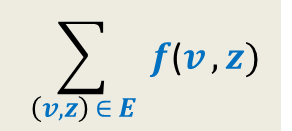 ∑ f(v,z)
(v,z) ∈ E